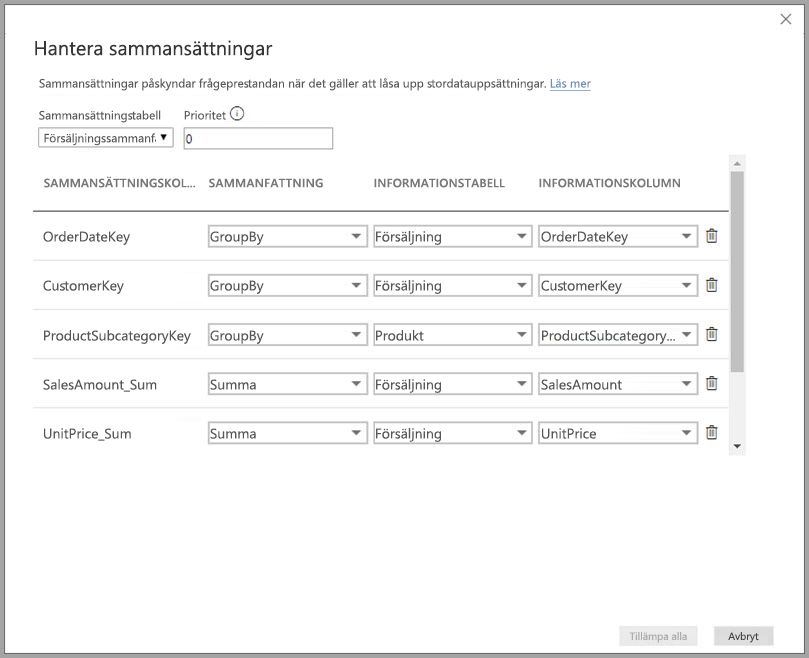 Hantera sammansättningar
Sammansättningar påskyndar frågeprestandan när det gäller att låsa upp stordatauppsättningar. Läs mer
Sammansättningstabell Prioritet
Försäljningssammanf. 0
SAMMANSÄTTNINGSKOL... SAMMANFATTNING INFORMATIONSTABELL INFORMATIONSKOLUMN
OrderDateKey GroupBy Försäljning OrderDateKey
CustomerKey GroupBy Försäljning CustomerKey
ProductSubcategoryKey GroupBy Produkt ProductSubcategory...
SalesAmount_Sum Summa Försäljning SalesAmount
UnitPrice_Sum Summa Försäljning UnitPrice
Tillämpa alla Avbryt